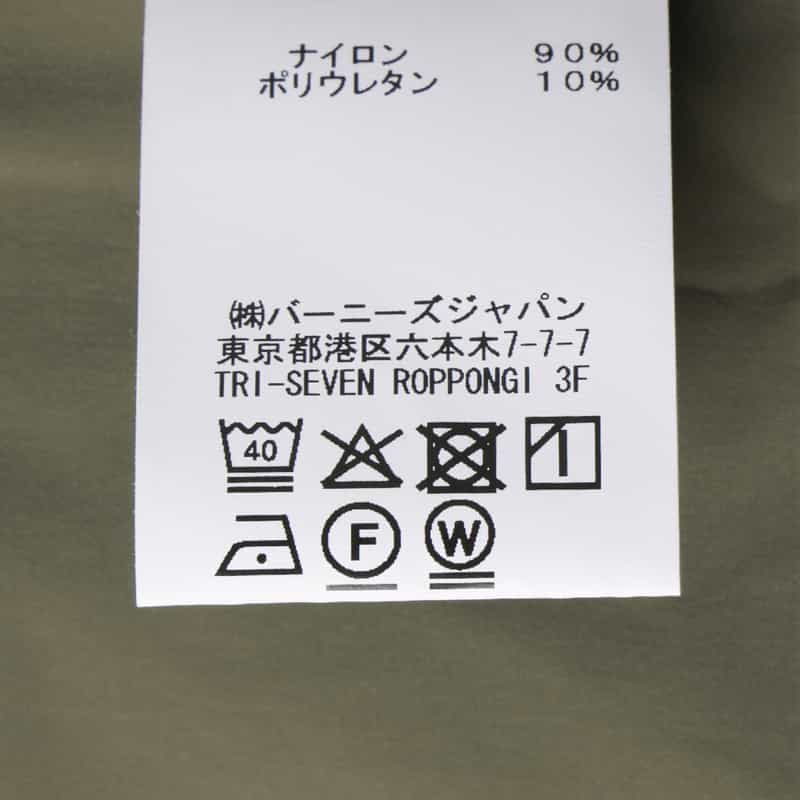 ナイロン 90%
ポリウレタン 10%
㈱バーニーズジャパン
東京都港区六本木7-7-7
TRI-SEVEN ROPPONGI 3F
40
F
W